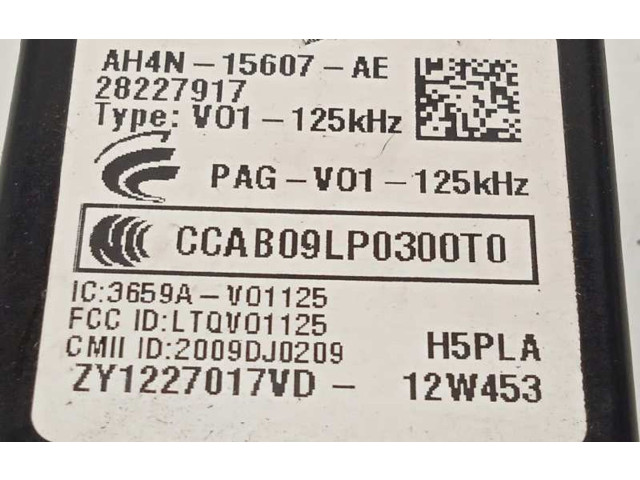 AH4N-15607-AE
28227917
Type: V01-125kHz
PAG-V01-125kHz
CCAB09LP0300T0
IC:3659A-V01125
FCC ID:LTQV01125
CMII ID:2009DJ0209
H5PLA
ZY1227017VD- 12W453